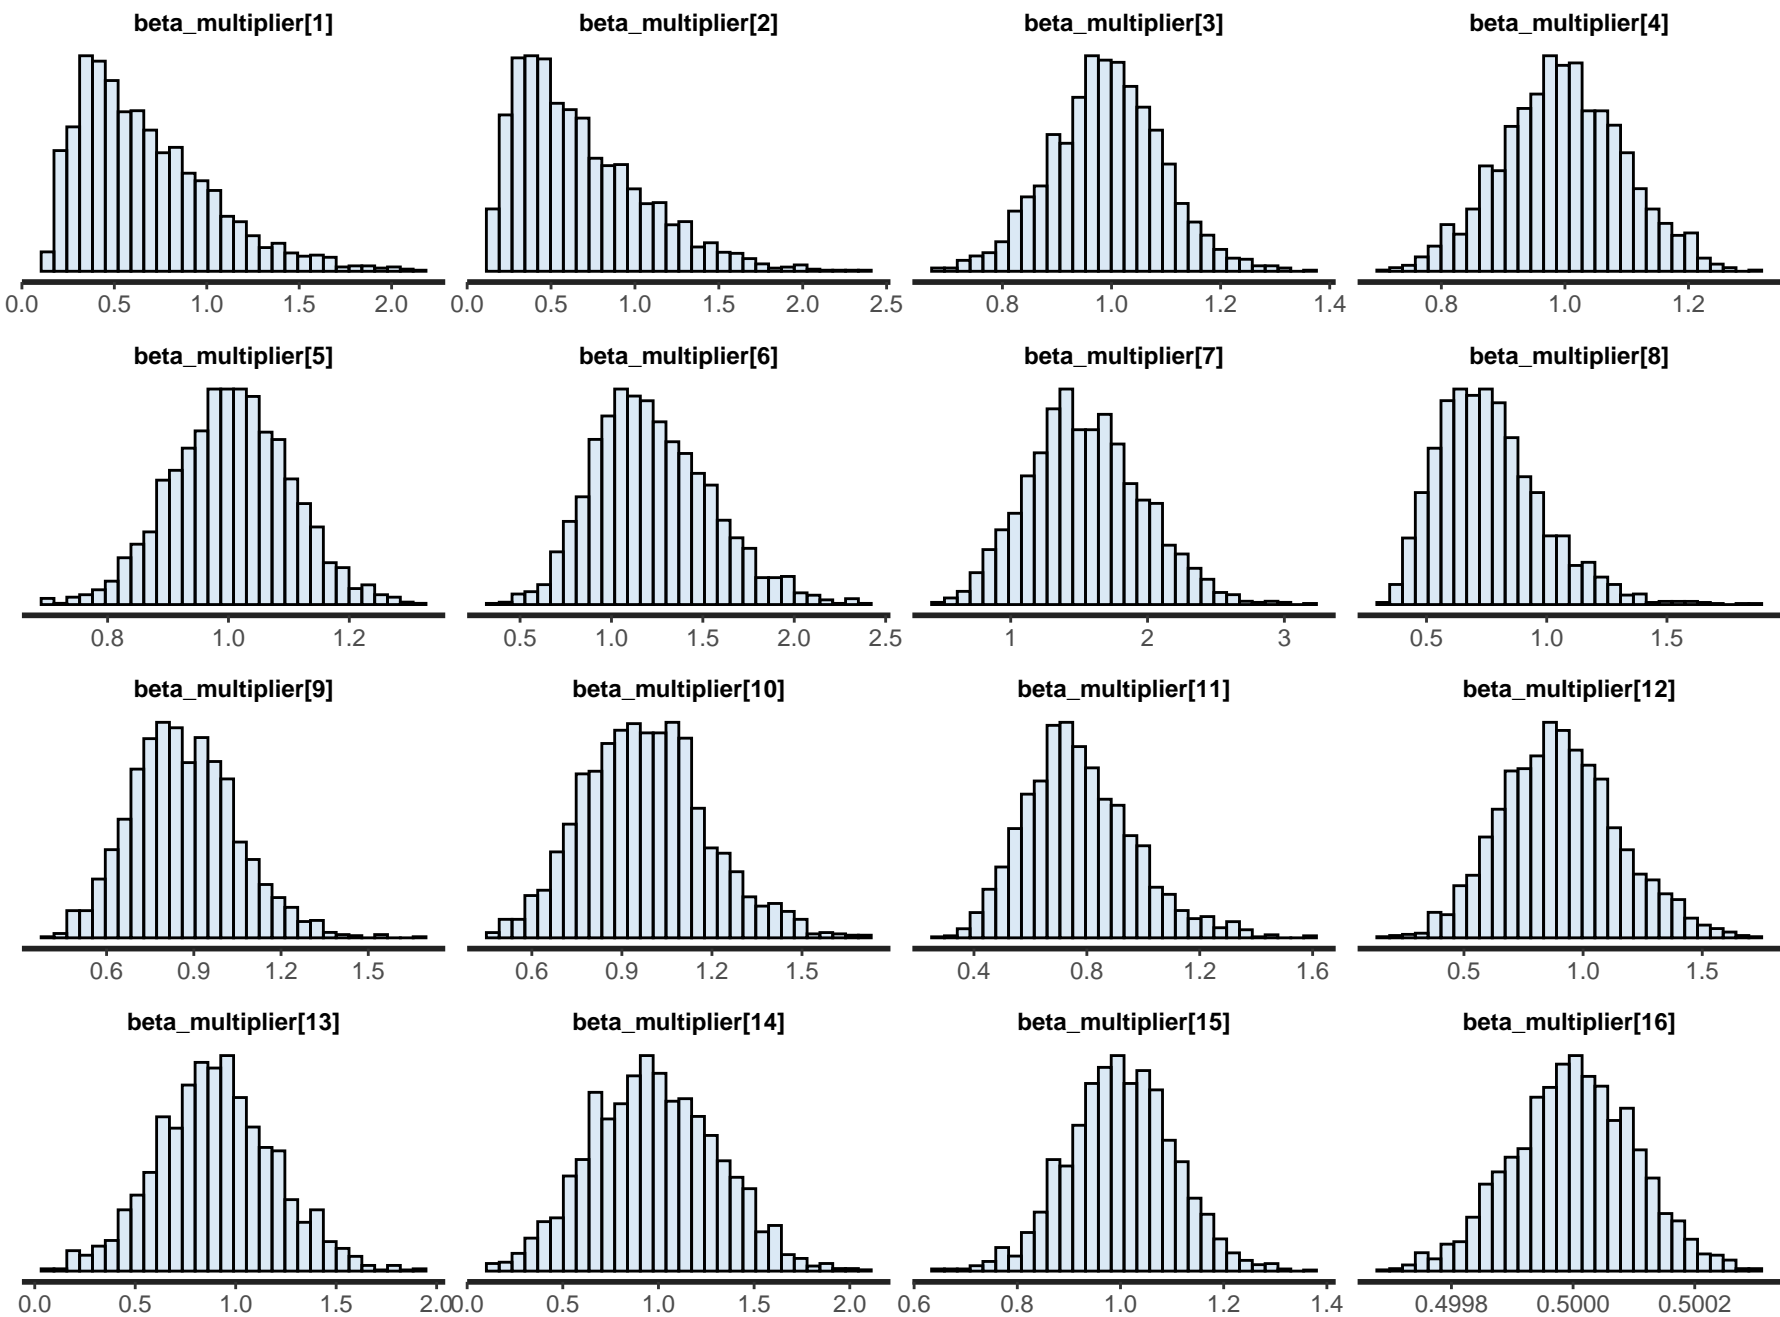 beta_multiplier[1] beta_multiplier[2] beta_multiplier[3] beta_multiplier[4]
0.0 0.5 1.0 1.5 2.0 0.0 0.5 1.0 1.5 2.0 2.5 0.8 1.0 1.2 1.4 0.8 1.0 1.2
beta_multiplier[5] beta_multiplier[6] beta_multiplier[7] beta_multiplier[8]
0.8 1.0 1.2 0.5 1.0 1.5 2.0 2.5 1 2 3 0.5 1.0 1.5
beta_multiplier[9] beta_multiplier[10] beta_multiplier[11] beta_multiplier[12]
0.6 0.9 1.2 1.5 0.6 0.9 1.2 1.5 0.4 0.8 1.2 1.6 0.5 1.0 1.5
beta_multiplier[13] beta_multiplier[14] beta_multiplier[15] beta_multiplier[16]
0.0 0.5 1.0 1.5 2.0 0.0 0.5 1.0 1.5 2.0 0.6 0.8 1.0 1.2 1.4 0.4998 0.5000 0.5002